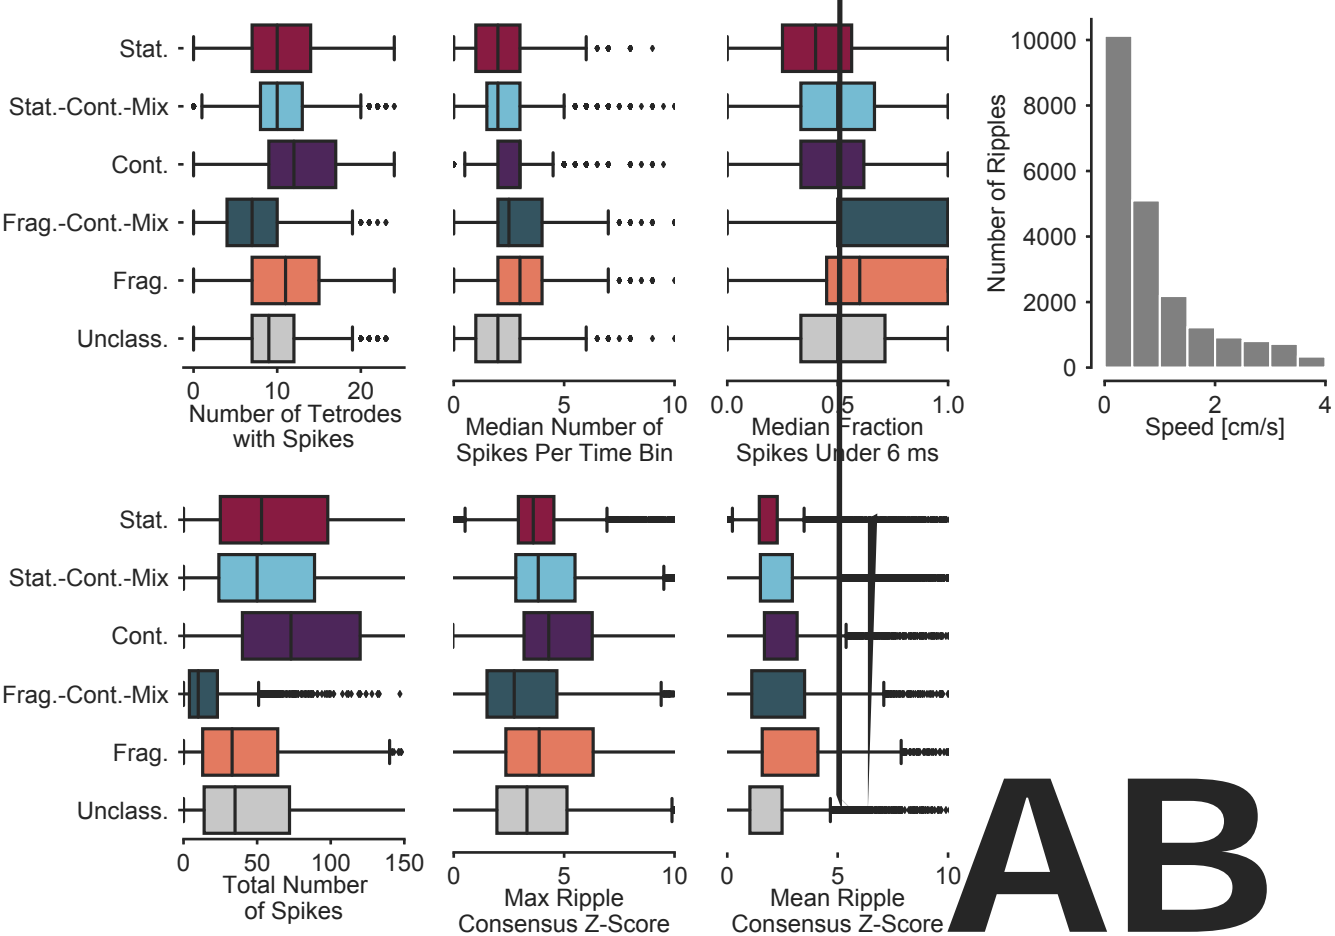 Stat.
Stat.-Cont.-Mix
Cont.
Frag.-Cont.-Mix
Frag.
Unclass.
0 10 20
Number of Tetrodes
with Spikes
0 5 10
Median Number of
Spikes Per Time Bin
0.0 0.5 1.0
Median Fraction
Spikes Under 6 ms
10000
8000
6000
4000
2000
0
Number of Ripples
0 2 4
Speed [cm/s]
Stat.
Stat.-Cont.-Mix
Cont.
Frag.-Cont.-Mix
Frag.
Unclass.
0 50 100 150
Total Number
of Spikes
0 5 10
Max Ripple
Consensus Z-Score
0 5 10
Mean Ripple
Consensus Z-Score
AB